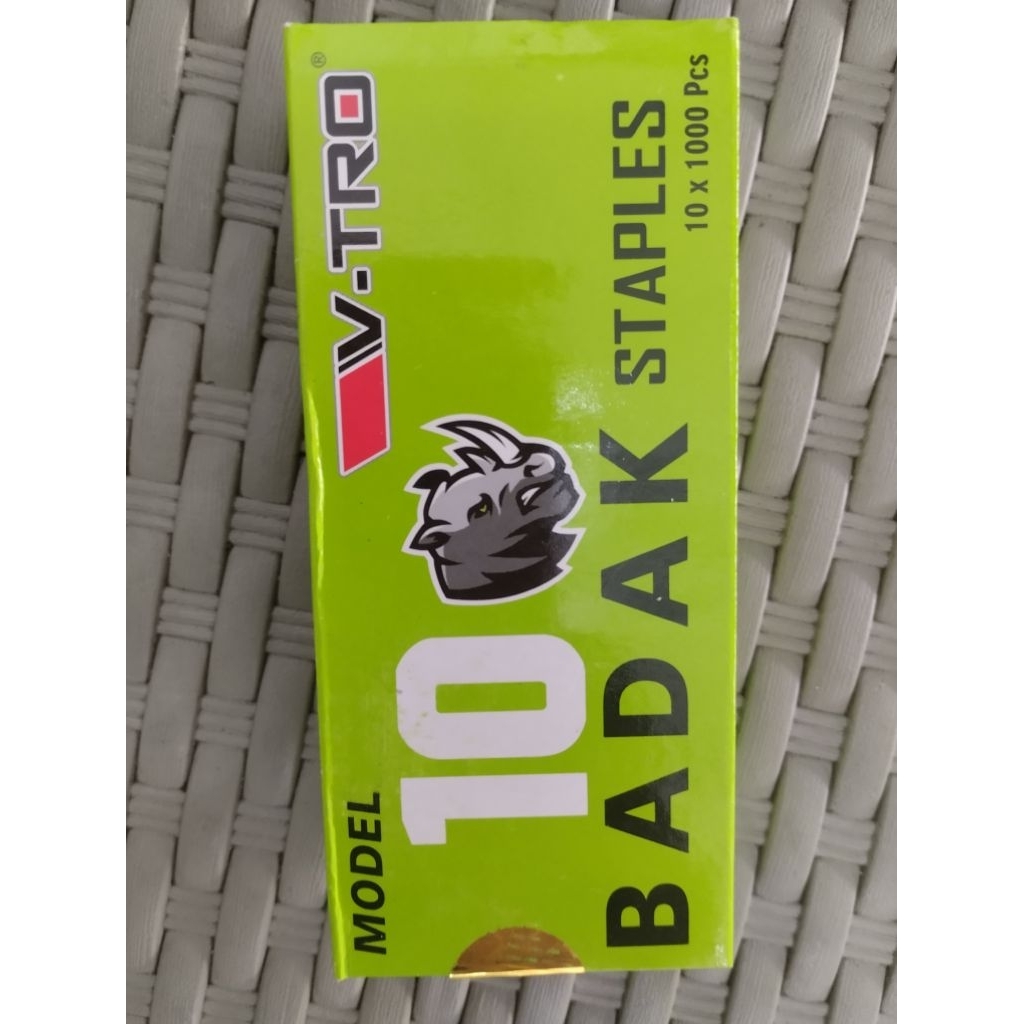 V-TRO®
MODEL
10
BADAK STAPLES
10 x 1000 Pcs